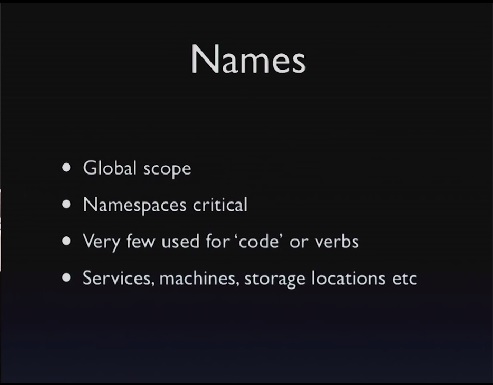 Names
• Global scope
• Namespaces critical
• Very few used for ‘code’ or verbs
• Services, machines, storage locations etc